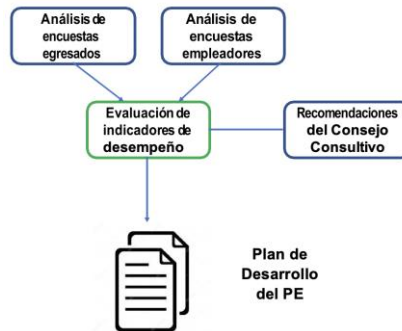 Análisis de
encuestas
egresados
Análisis de
encuestas
empleadores
Evaluación de
indicadores de
desempeño
Recomendaciones
del Consejo
Consultivo
Plan de
Desarrollo
del PE